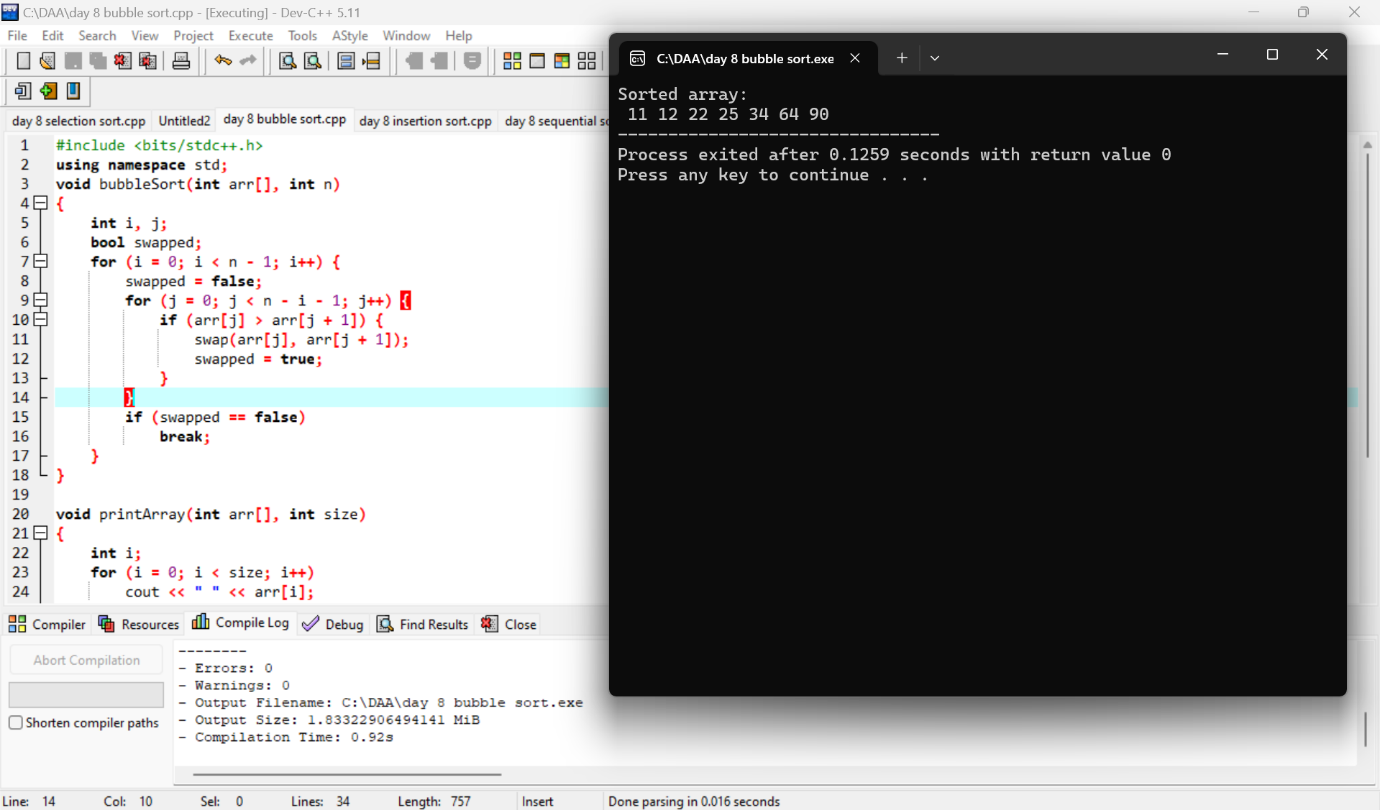 C:\DAA\day 8 bubble sort.cpp - [Executing] - Dev-C++ 5.11
File Edit Search View Project Execute Tools AStyle Window Help
day 8 selection sort.cpp Untitled2 day 8 bubble sort.cpp day 8 insertion sort.cpp day 8 sequential
1 #include <bits/stdc++.h>
2 using namespace std;
3 void bubbleSort(int arr[], int n)
4 {
5 int i, j;
6 bool swapped;
7 for (i = 0; i < n - 1; i++) {
8 swapped = false;
9 for (j = 0; j < n - i - 1; j++) {
10 if (arr[j] > arr[j + 1]) {
11 swap(arr[j], arr[j + 1]);
12 swapped = true;
13 }
14 }
15 if (swapped == false)
16 break;
17 }
18 }
19
20 void printArray(int arr[], int size)
21 {
22 int i;
23 for (i = 0; i < size; i++)
24 cout << " " << arr[i];
C:\DAA\day 8 bubble sort.exe
Sorted array:
11 12 22 25 34 64 90
--------------------------------
Process exited after 0.1259 seconds with return value 0
Press any key to continue . . .
Compiler Resources Compile Log Debug Find Results Close
Abort Compilation
Shorten compiler paths
--------
- Errors: 0
- Warnings: 0
- Output Filename: C:\DAA\day 8 bubble sort.exe
- Output Size: 1.83322906494141 MiB
- Compilation Time: 0.92s
Line: 14 Col: 10 Sel: 0 Lines: 34 Length: 757 Insert Done parsing in 0.016 seconds